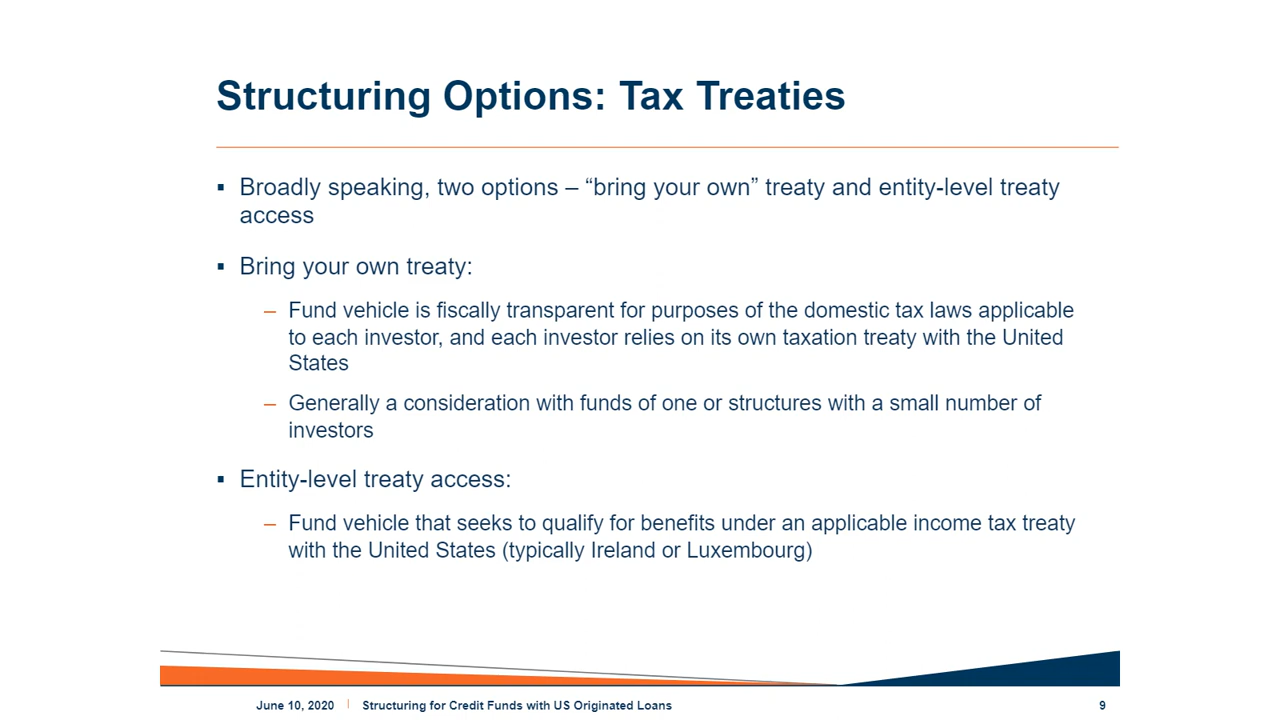 Structuring Options: Tax Treaties
▪ Broadly speaking, two options – “bring your own” treaty and entity-level treaty
access
▪ Bring your own treaty:
– Fund vehicle is fiscally transparent for purposes of the domestic tax laws applicable
to each investor, and each investor relies on its own taxation treaty with the United
States
– Generally a consideration with funds of one or structures with a small number of
investors
▪ Entity-level treaty access:
– Fund vehicle that seeks to qualify for benefits under an applicable income tax treaty
with the United States (typically Ireland or Luxembourg)
June 10, 2020 | Structuring for Credit Funds with US Originated Loans 9